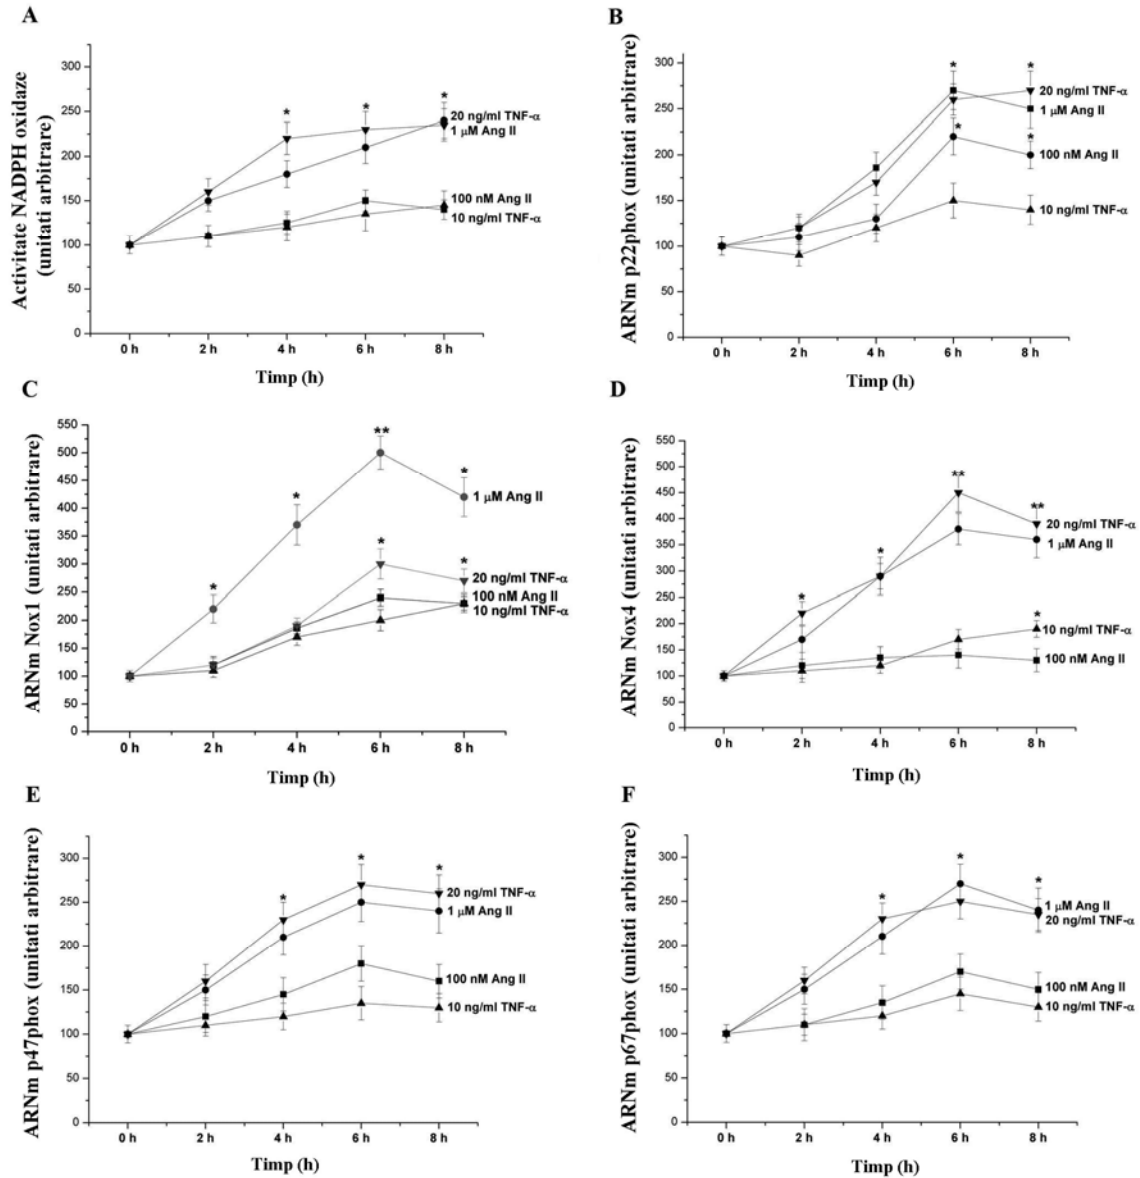 A
Activitate NADPH oxidaze
(unitati arbitrare)
300
250
200
150
100
50
0
* * *
20 ng/ml TNF-α
1 μM Ang II
100 nM Ang II
10 ng/ml TNF-α
0 h 2 h 4 h 6 h 8 h
Timp (h)
B
ARNm p22phox (unitati arbitrare)
300
250
200
150
100
50
0
* *
* *
20 ng/ml TNF-α
1 μM Ang II
100 nM Ang II
10 ng/ml TNF-α
0 h 2 h 4 h 6 h 8 h
Timp (h)
C
ARNm Nox1 (unitati arbitrare)
550
500
450
400
350
300
250
200
150
100
50
0
* * ** *
* *
1 μM Ang II
20 ng/ml TNF-α
100 nM Ang II
10 ng/ml TNF-α
0 h 2 h 4 h 6 h 8 h
Timp (h)
D
ARNm Nox4 (unitati arbitrare)
550
500
450
400
350
300
250
200
150
100
50
0
* * ** **
*
20 ng/ml TNF-α
1 μM Ang II
10 ng/ml TNF-α
100 nM Ang II
0 h 2 h 4 h 6 h 8 h
Timp (h)
E
ARNm p47phox (unitati arbitrare)
300
250
200
150
100
50
0
* * *
20 ng/ml TNF-α
1 μM Ang II
100 nM Ang II
10 ng/ml TNF-α
0 h 2 h 4 h 6 h 8 h
Timp (h)
F
ARNm p67phox (unitati arbitrare)
300
250
200
150
100
50
0
* * *
1 μM Ang II
20 ng/ml TNF-α
100 nM Ang II
10 ng/ml TNF-α
0 h 2 h 4 h 6 h 8 h
Timp (h)